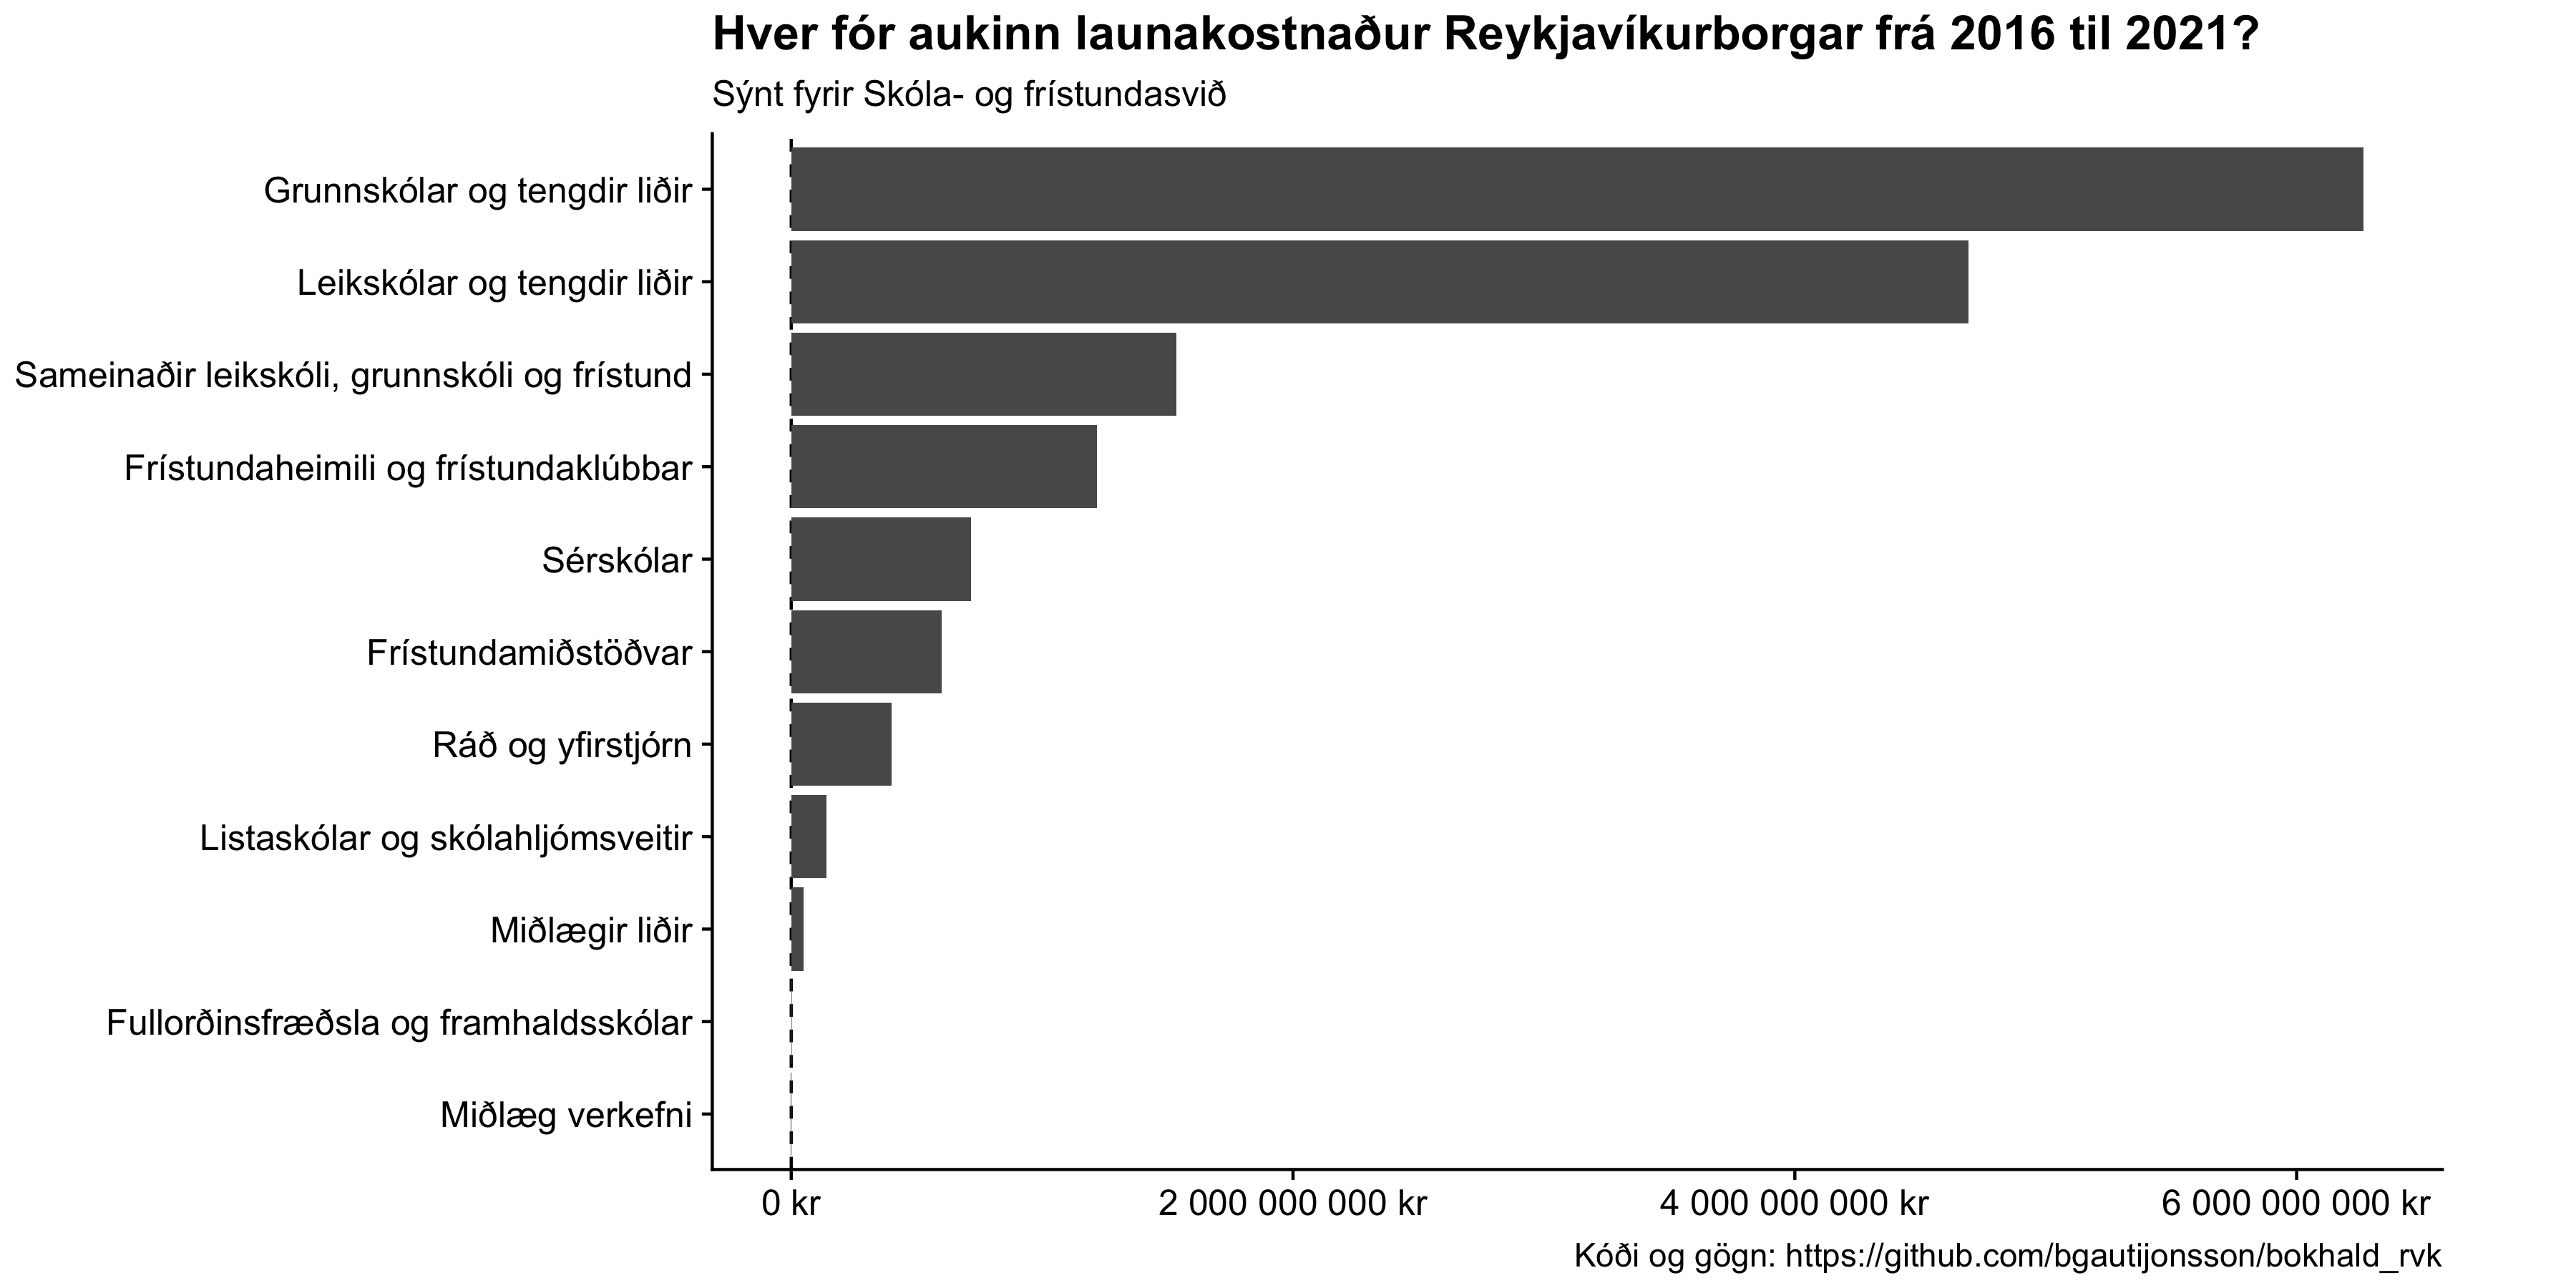 Hver fór aukinn launakostnaður Reykjavíkurborgar frá 2016 til 2021?
Sýnt fyrir Skóla- og frístundasvið
Grunnskólar og tengdir liðir
Leikskólar og tengdir liðir
Sameinaðir leikskóli, grunnskóli og frístund
Frístundaheimili og frístundaklúbbar
Sérskólar
Frístundamiðstöðvar
Ráð og yfirstjórn
Listaskólar og skólahljómsveitir
Miðlægir liðir
Fullorðinsfræðsla og framhaldsskólar
Miðlæg verkefni
0 kr 2 000 000 000 kr 4 000 000 000 kr 6 000 000 000 kr
Kóði og gögn: https://github.com/bgautijonsson/bokhald_rvk